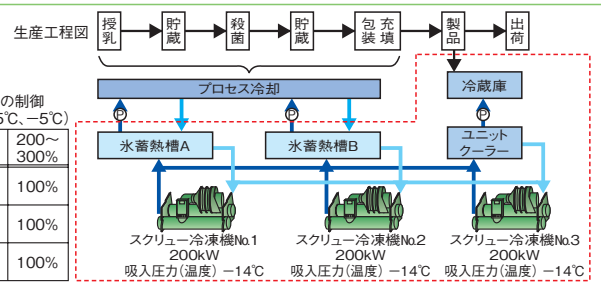 生産工程図
授乳
貯蔵
殺菌
貯蔵
包装
充填
製品
出荷
プロセス冷却
冷蔵庫
の制御
5℃、−5℃)
P
P
P
200〜
300%
氷蓄熱槽A
氷蓄熱槽B
ユニット
クーラー
100%
100%
100%
スクリュー冷凍機No.1
200kW
吸入圧力(温度) −14℃
スクリュー冷凍機No.2
200kW
吸入圧力(温度) −14℃
スクリュー冷凍機No.3
200kW
吸入圧力(温度) −14℃